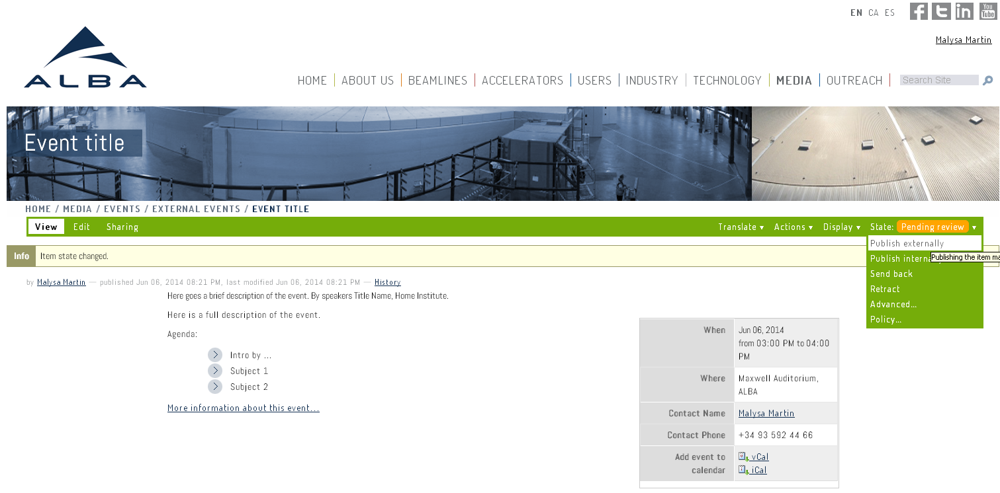 EN CA ES
You Tube
Malysa Martin
ALBA
HOME ABOUT US BEAMLINES ACCELERATORS USERS INDUSTRY TECHNOLOGY MEDIA OUTREACH Search Site
Event title
HOME / MEDIA / EVENTS / EXTERNAL EVENTS / EVENT TITLE
View Edit Sharing Translate Actions Display State: Pending review
Publish externally
Info Item state changed.
Publish intern
Publishing the item ma
Send back
by Malysa Martin — published Jun 06, 2014 08:21 PM, last modified Jun 06, 2014 08:21 PM — History
Retract
Here goes a brief description of the event. By speakers Title Name, Home Institute.
Advanced...
Here is a full description of the event.
Policy...
Agenda:
Intro by ...
Subject 1
Subject 2
More information about this event...
When Jun 06, 2014
from 03:00 PM to 04:00
PM
Where Maxwell Auditorium,
ALBA
Contact Name Malysa Martin
Contact Phone +34 93 592 44 66
Add event to
calendar
vCal
iCal